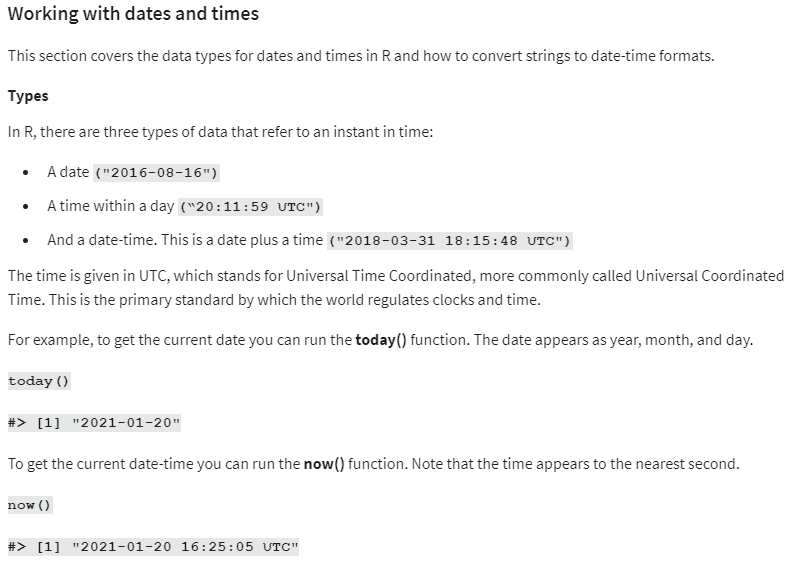 Working with dates and times
This section covers the data types for dates and times in R and how to convert strings to date-time formats.
Types
In R, there are three types of data that refer to an instant in time:
• A date ("2016-08-16")
• A time within a day (“20:11:59 UTC")
• And a date-time. This is a date plus a time ("2018-03-31 18:15:48 UTC")
The time is given in UTC, which stands for Universal Time Coordinated, more commonly called Universal Coordinated
Time. This is the primary standard by which the world regulates clocks and time.
For example, to get the current date you can run the today() function. The date appears as year, month, and day.
today()
#> [1] "2021-01-20"
To get the current date-time you can run the now() function. Note that the time appears to the nearest second.
now()
#> [1] "2021-01-20 16:25:05 UTC"